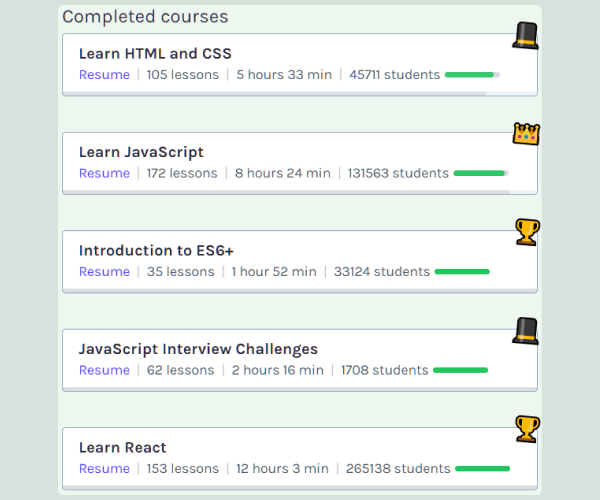 Completed courses
Learn HTML and CSS
Resume | 105 lessons | 5 hours 33 min | 45711 students
Learn JavaScript
Resume | 172 lessons | 8 hours 24 min | 131563 students
Introduction to ES6+
Resume | 35 lessons | 1 hour 52 min | 33124 students
JavaScript Interview Challenges
Resume | 62 lessons | 2 hours 16 min | 1708 students
Learn React
Resume | 153 lessons | 12 hours 3 min | 265138 students